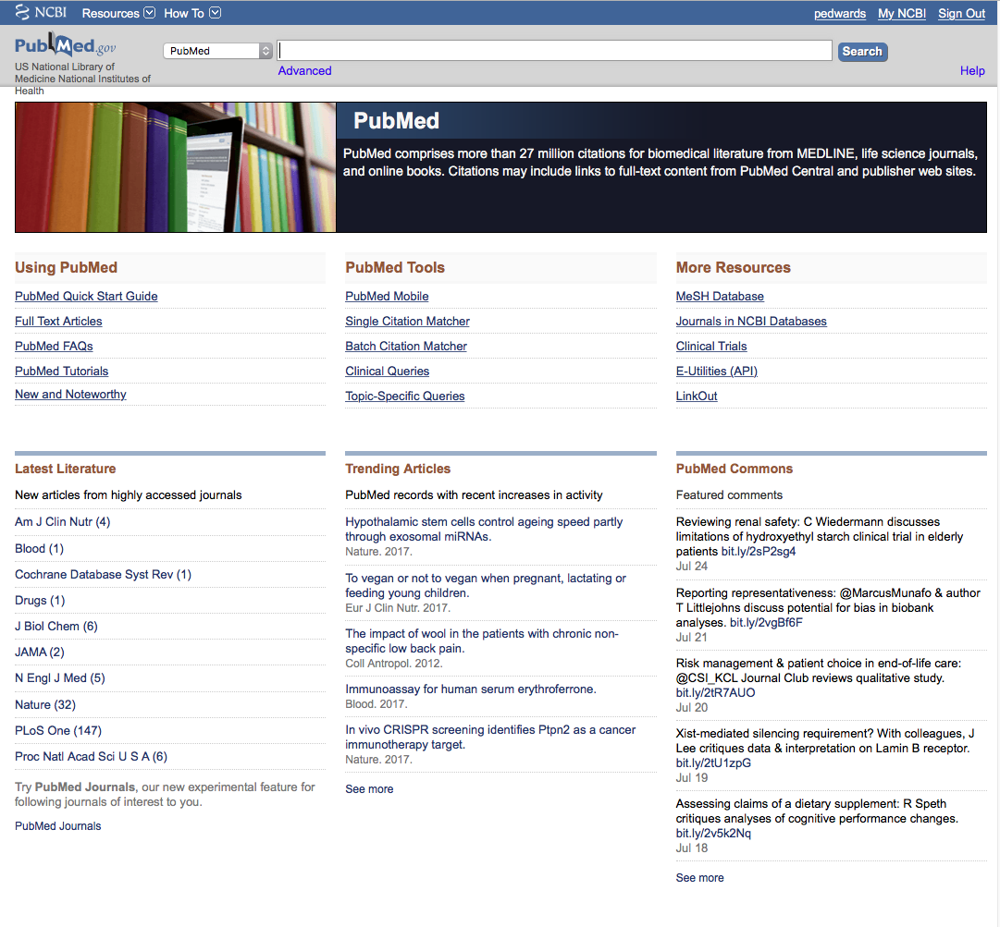 NCBI Resources How To pedwards My NCBI Sign Out
PubMed.gov
US National Library of
Medicine National Institutes of
Health
PubMed Search
Advanced Help
PubMed
PubMed comprises more than 27 million citations for biomedical literature from MEDLINE, life science journals,
and online books. Citations may include links to full-text content from PubMed Central and publisher web sites.
Using PubMed
PubMed Quick Start Guide
Full Text Articles
PubMed FAQs
PubMed Tutorials
New and Noteworthy
PubMed Tools
PubMed Mobile
Single Citation Matcher
Batch Citation Matcher
Clinical Queries
Topic-Specific Queries
More Resources
MeSH Database
Journals in NCBI Databases
Clinical Trials
E-Utilities (API)
LinkOut
Latest Literature
New articles from highly accessed journals
Am J Clin Nutr (4)
Blood (1)
Cochrane Database Syst Rev (1)
Drugs (1)
J Biol Chem (6)
JAMA (2)
N Engl J Med (5)
Nature (32)
PLoS One (147)
Proc Natl Acad Sci U S A (6)
Try PubMed Journals, our new experimental feature for
following journals of interest to you.
PubMed Journals
Trending Articles
PubMed records with recent increases in activity
Hypothalamic stem cells control ageing speed partly
through exosomal miRNAs.
Nature. 2017.
To vegan or not to vegan when pregnant, lactating or
feeding young children.
Eur J Clin Nutr. 2017.
The impact of wool in the patients with chronic non-
specific low back pain.
Coll Antropol. 2012.
Immunoassay for human serum erythroferrone.
Blood. 2017.
In vivo CRISPR screening identifies Ptpn2 as a cancer
immunotherapy target.
Nature. 2017.
See more
PubMed Commons
Featured comments
Reviewing renal safety: C Wiedermann discusses
limitations of hydroxyethyl starch clinical trial in elderly
patients bit.ly/2sP2sg4
Jul 24
Reporting representativeness: @MarcusMunafo & author
T Littlejohns discuss potential for bias in biobank
analyses. bit.ly/2vgBf6F
Jul 21
Risk management & patient choice in end-of-life care:
@CSI_KCL Journal Club reviews qualitative study.
bit.ly/2tR7AUO
Jul 20
Xist-mediated silencing requirement? With colleagues, J
Lee critiques data & interpretation on Lamin B receptor.
bit.ly/2tU1zpG
Jul 19
Assessing claims of a dietary supplement: R Speth
critiques analyses of cognitive performance changes.
bit.ly/2v5k2Nq
Jul 18
See more